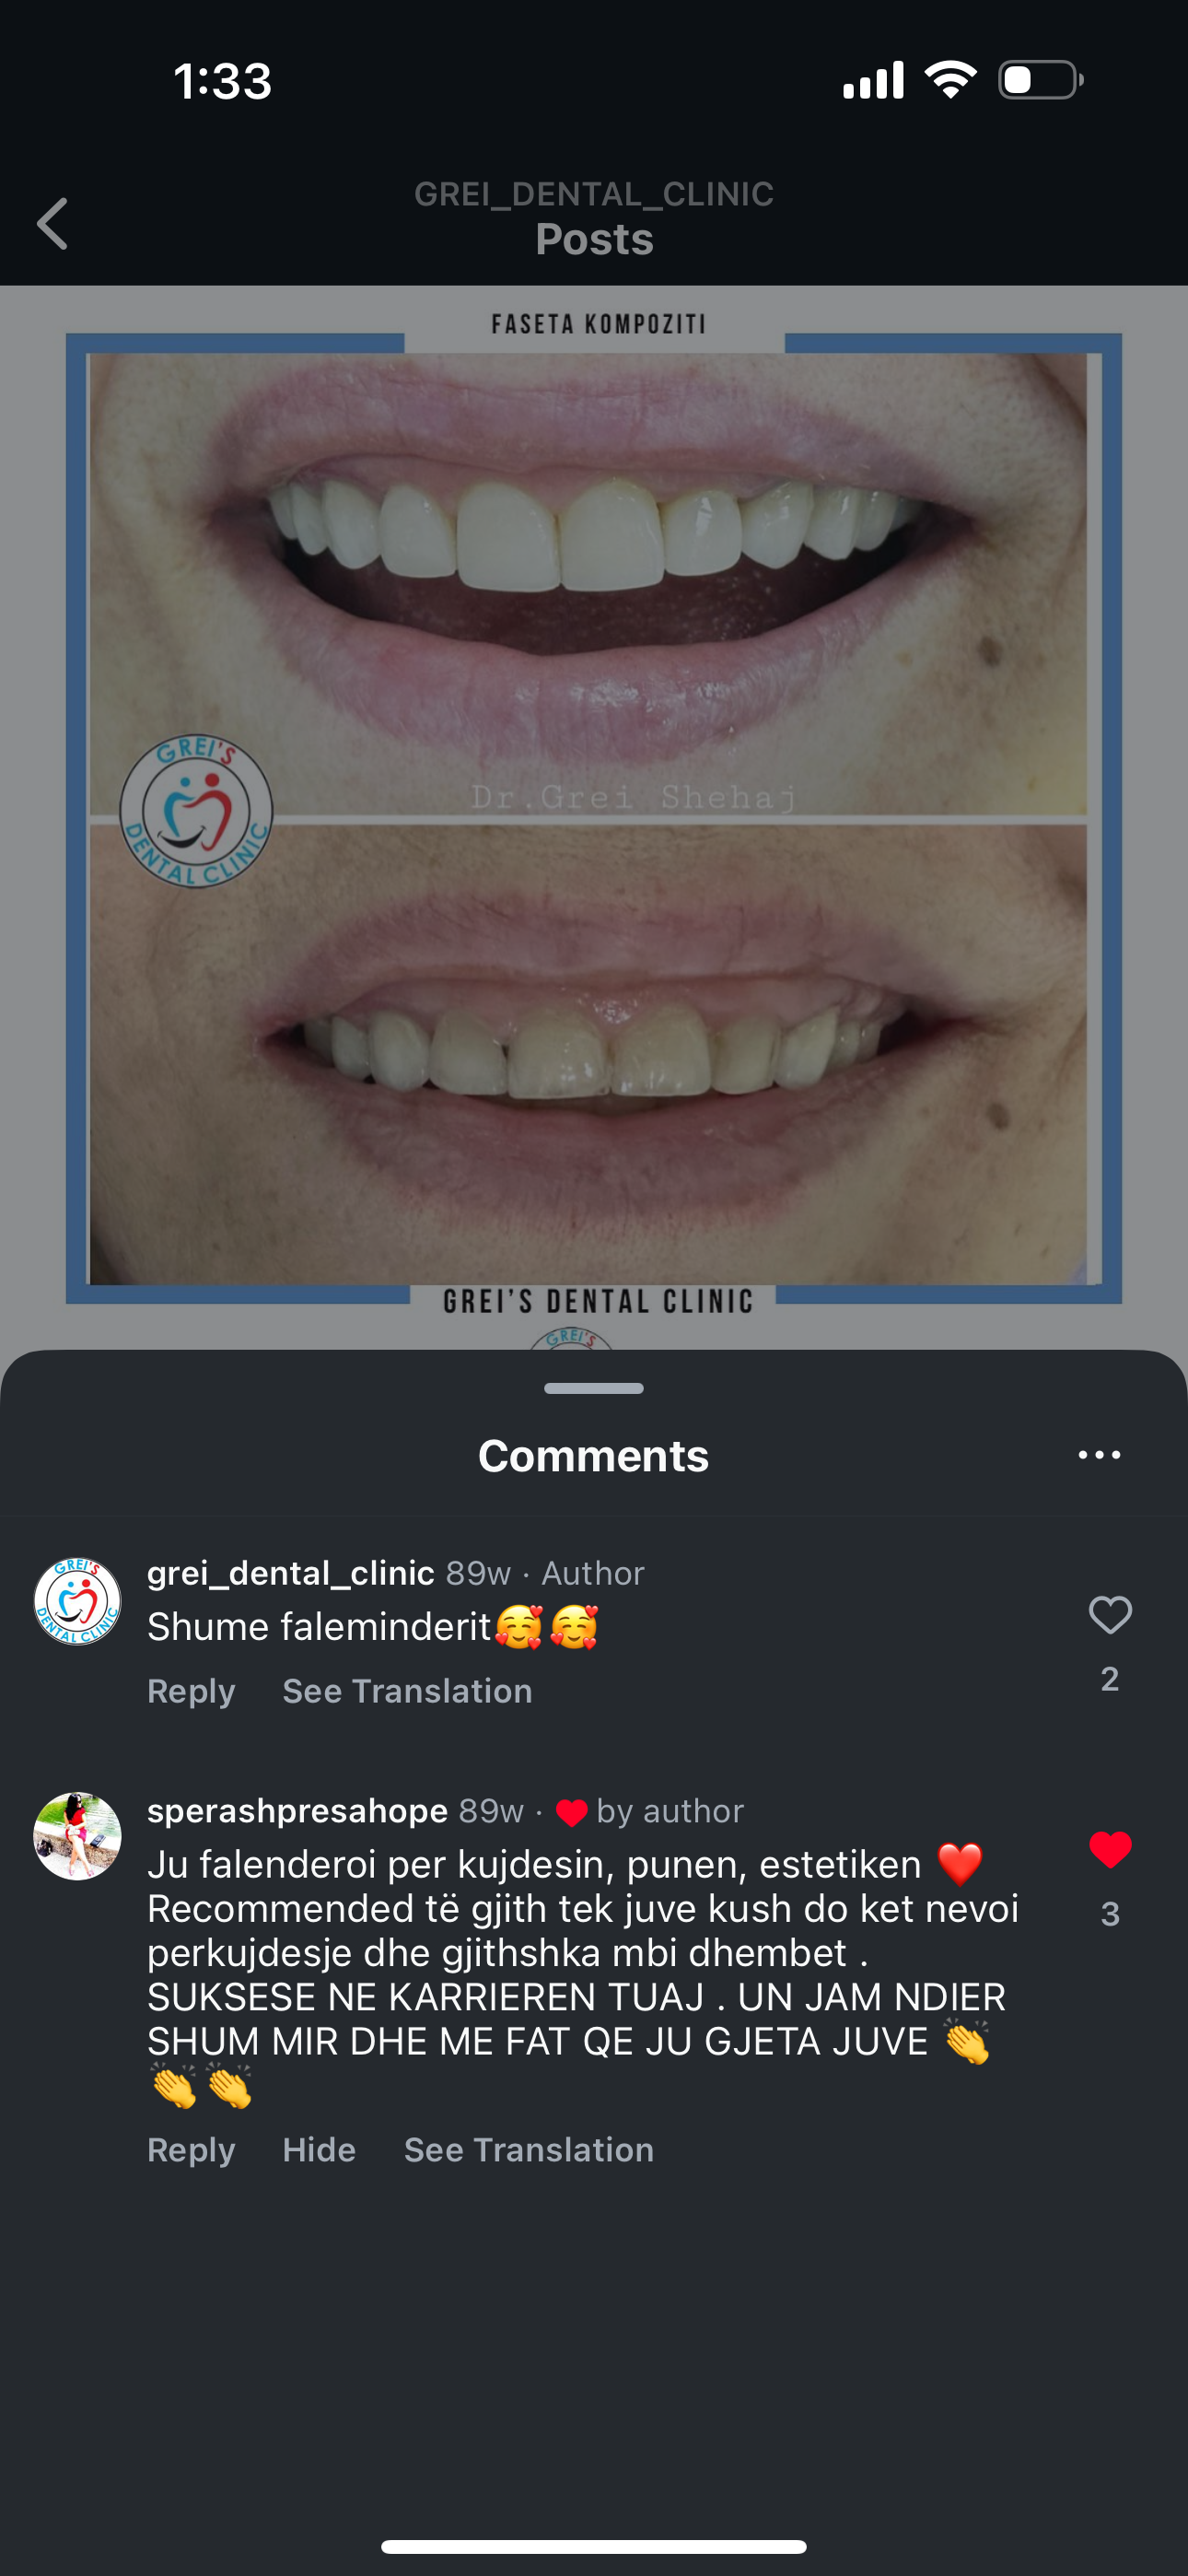 1:33
GREI_DENTAL_CLINIC
Posts
FASETA KOMPOZITI
Dr.Grei Shehaj
GREI'S
DENTAL CLINIC
GREI'S DENTAL CLINIC
GREI'S
Comments
GREI'S
DENTAL CLINIC
grei_dental_clinic 89w · Author
Shume faleminderit🥰🥰
Reply See Translation
2
sperashpresahope 89w · ❤️ by author
Ju falenderoi per kujdesin, punen, estetiken ❤️
Recommended të gjith tek juve kush do ket nevoi
perkujdesje dhe gjithshka mbi dhembet .
SUKSESE NE KARRIEREN TUAJ . UN JAM NDIER
SHUM MIR DHE ME FAT QE JU GJETA JUVE 👏
👏👏
3
Reply Hide See Translation